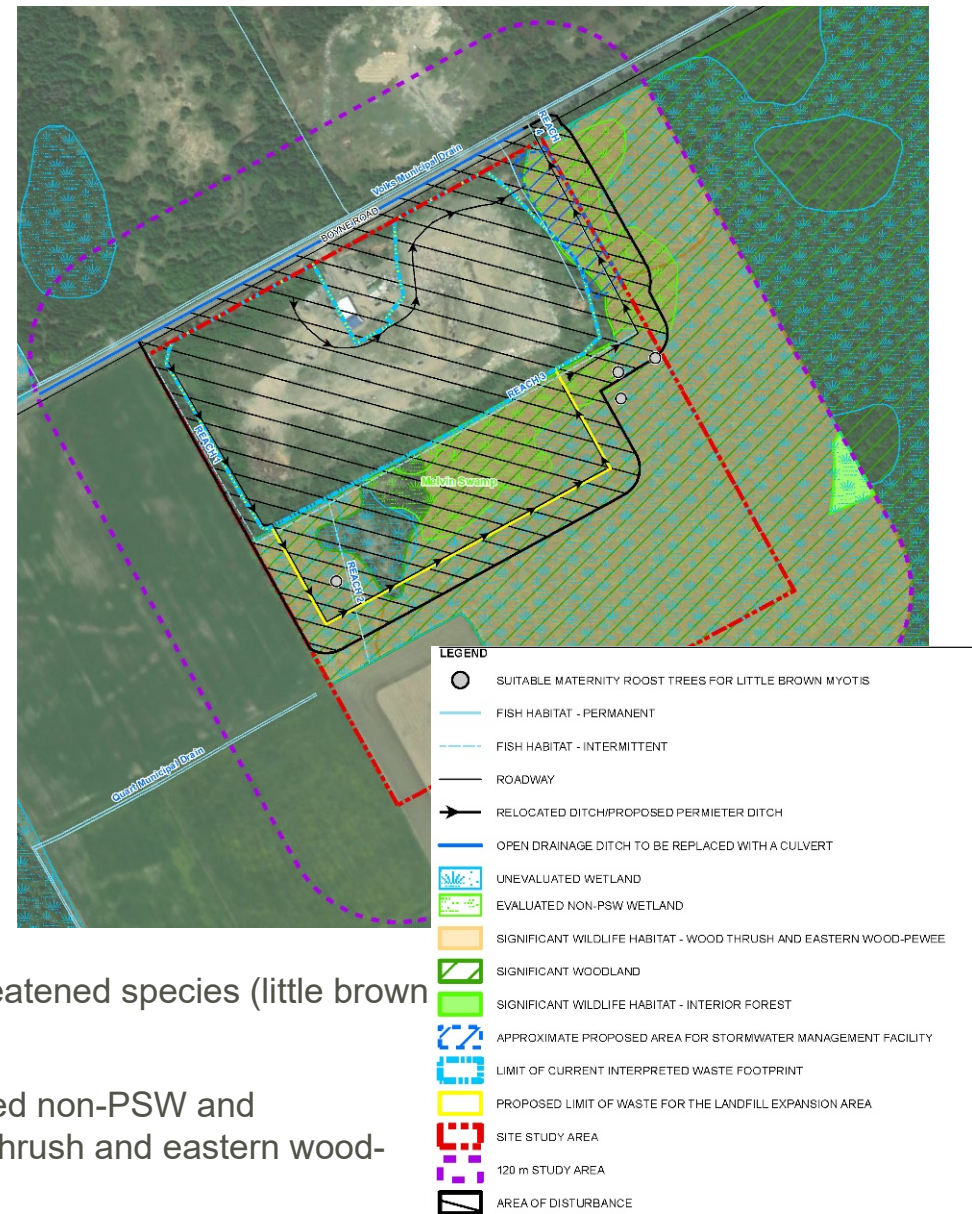 REACH 4
Volks Municipal Drain
BOYNE ROAD
REACH 3
REACH 1
Melvin Swamp
REACH 2
Quart Municipal Drain
LEGEND
SUITABLE MATERNITY ROOST TREES FOR LITTLE BROWN MYOTIS
FISH HABITAT - PERMANENT
FISH HABITAT - INTERMITTENT
ROADWAY
RELOCATED DITCH/PROPOSED PERMIETER DITCH
OPEN DRAINAGE DITCH TO BE REPLACED WITH A CULVERT
UNEVALUATED WETLAND
EVALUATED NON-PSW WETLAND
SIGNIFICANT WILDLIFE HABITAT - WOOD THRUSH AND EASTERN WOOD-PEWEE
SIGNIFICANT WOODLAND
SIGNIFICANT WILDLIFE HABITAT - INTERIOR FOREST
APPROXIMATE PROPOSED AREA FOR STORMWATER MANAGEMENT FACILITY
LIMIT OF CURRENT INTERPRETED WASTE FOOTPRINT
PROPOSED LIMIT OF WASTE FOR THE LANDFILL EXPANSION AREA
SITE STUDY AREA
120 m STUDY AREA
AREA OF DISTURBANCE
eatened species (little brown
ed non-PSW and
hrush and eastern wood-